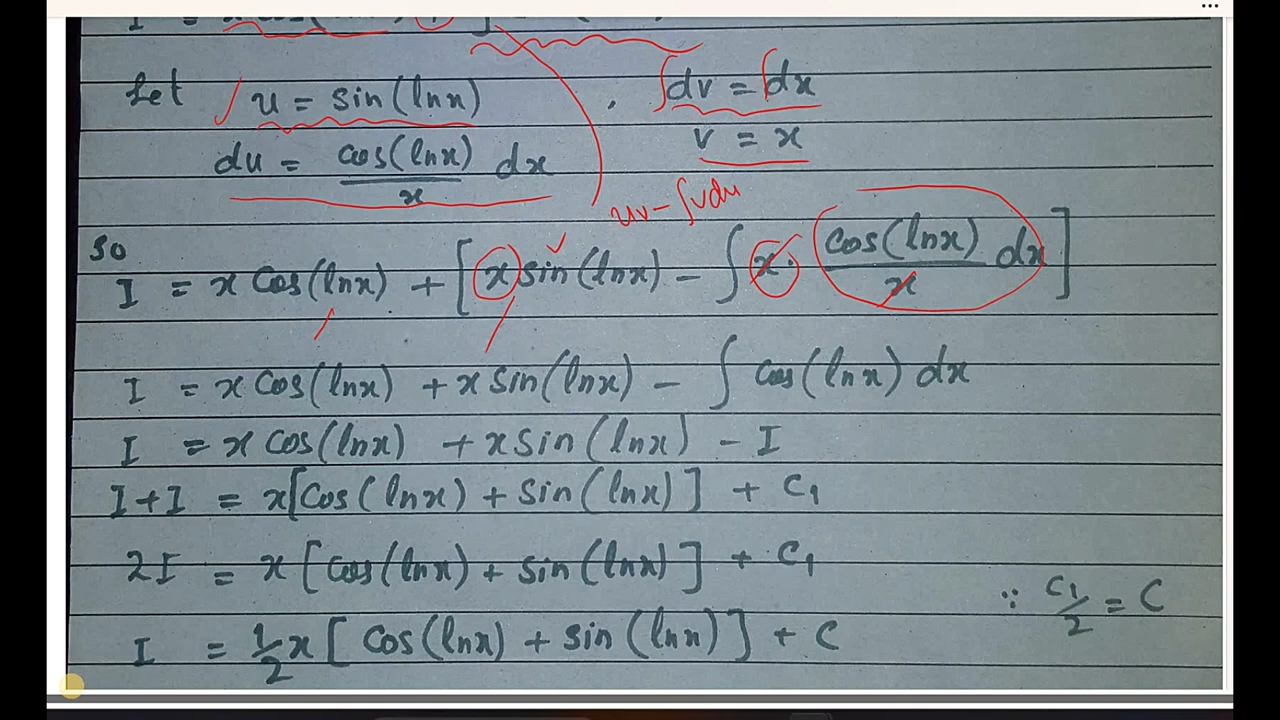 Let u = sin(lnx) , ∫dv = ∫dx
du = cos(lnx)/x dx v = x
uv - ∫vdu
so
I = x cos(lnx) + [x sin(lnx) - ∫ x. cos(lnx)/x dx]
I = x cos(lnx) + x sin(lnx) - ∫ cos(lnx) dx
I = x cos(lnx) + x sin(lnx) - I
I + I = x[cos(lnx) + sin(lnx)] + C₁
2I = x [cos(lnx) + sin(lnx)] + C₁
∵ C₁/2 = C
I = 1/2 x [cos(lnx) + sin(lnx)] + C